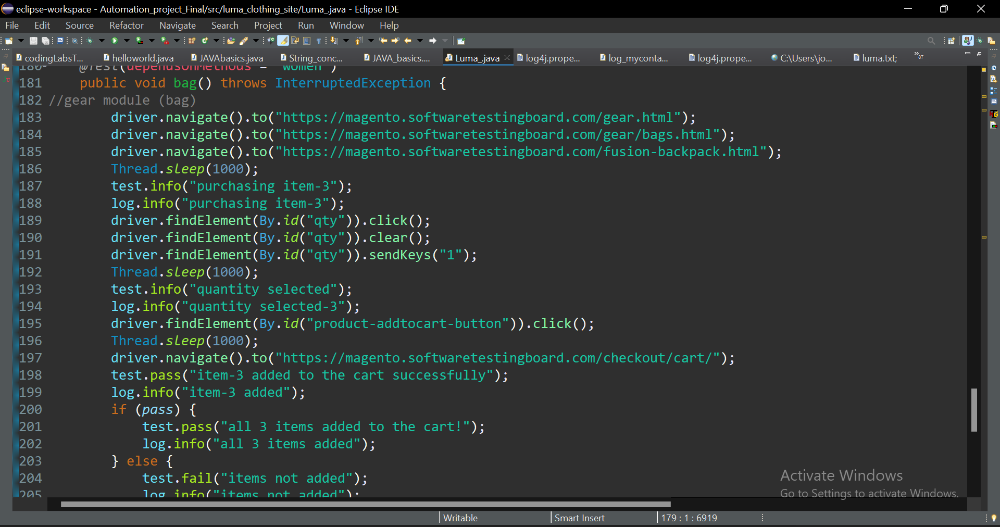 eclipse-workspace - Automation_project_Final/src/luma_clothing_site/Luma_.java - Eclipse IDE
File Edit Source Refactor Navigate Search Project Run Window Help
codingLabsT... helloworld.java JAVAbasics.java String_conc... JAVA_basics.... Luma_.java log4j.prope... log_myconta... log4j.prope... C:\Users\jo... luma.txt; »87
180 @Test(dependsOnMethods = "women")
181 public void bag() throws InterruptedException {
182 //gear module (bag)
183 driver.navigate().to("https://magento.softwaretestingboard.com/gear.html");
184 driver.navigate().to("https://magento.softwaretestingboard.com/gear/bags.html");
185 driver.navigate().to("https://magento.softwaretestingboard.com/fusion-backpack.html");
186 Thread.sleep(1000);
187 test.info("purchasing item-3");
188 log.info("purchasing item-3");
189 driver.findElement(By.id("qty")).click();
190 driver.findElement(By.id("qty")).clear();
191 driver.findElement(By.id("qty")).sendKeys("1");
192 Thread.sleep(1000);
193 test.info("quantity selected");
194 log.info("quantity selected-3");
195 driver.findElement(By.id("product-addtocart-button")).click();
196 Thread.sleep(1000);
197 driver.navigate().to("https://magento.softwaretestingboard.com/checkout/cart/");
198 test.pass("item-3 added to the cart successfully");
199 log.info("item-3 added");
200 if (pass) {
201 test.pass("all 3 items added to the cart!");
202 log.info("all 3 items added");
203 } else {
204 test.fail("items not added");
205 log.info("items not added");
Activate Windows
Go to Settings to activate Windows.
Writable Smart Insert 179 : 1 : 6919